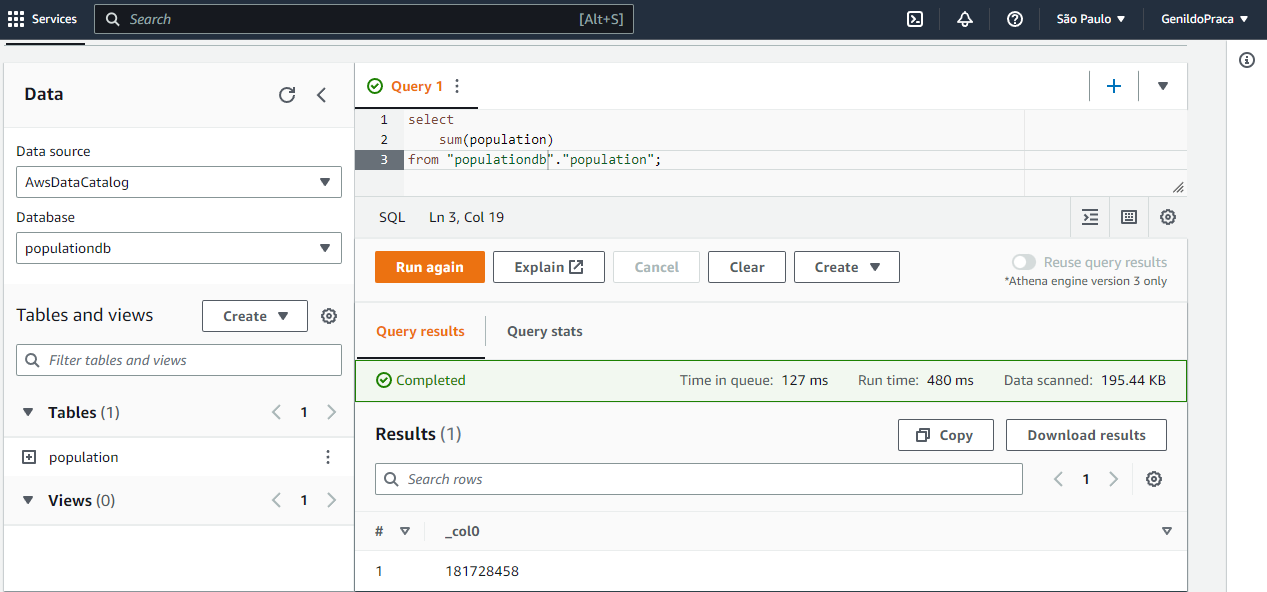 Services Search [Alt+S] São Paulo GenildoPraca
Data
Data source
AwsDataCatalog
Database
populationdb
Tables and views Create
Filter tables and views
Tables (1) 1
population
Views (0) 1
Query 1
1 select
2 sum(population)
3 from "populationdb"."population";
SQL Ln 3, Col 19
Run again Explain Cancel Clear Create Reuse query results
*Athena engine version 3 only
Query results Query stats
Completed Time in queue: 127 ms Run time: 480 ms Data scanned: 195.44 KB
Results (1) Copy Download results
Search rows 1
# _col0
1 181728458